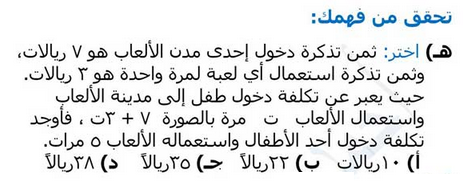 تحقق من فهمك:
هـ) اختر: ثمن تذكرة دخول إحدى مدن الألعاب هو ٧ ريالات،
وثمن تذكرة استعمال أي لعبة لمرة واحدة هو ٣ ريالات.
حيث يعبر عن تكلفة دخول طفل إلى مدينة الألعاب
واستعمال الألعاب ت مرة بالصورة ٧ + ٣ت ، فأوجد
تكلفة دخول أحد الأطفال واستعماله الألعاب ٥ مرات.
أ) ١٠ريالات ب) ٢٢ريالاً جـ) ٣٥ريالاً د) ٣٨ريالاً